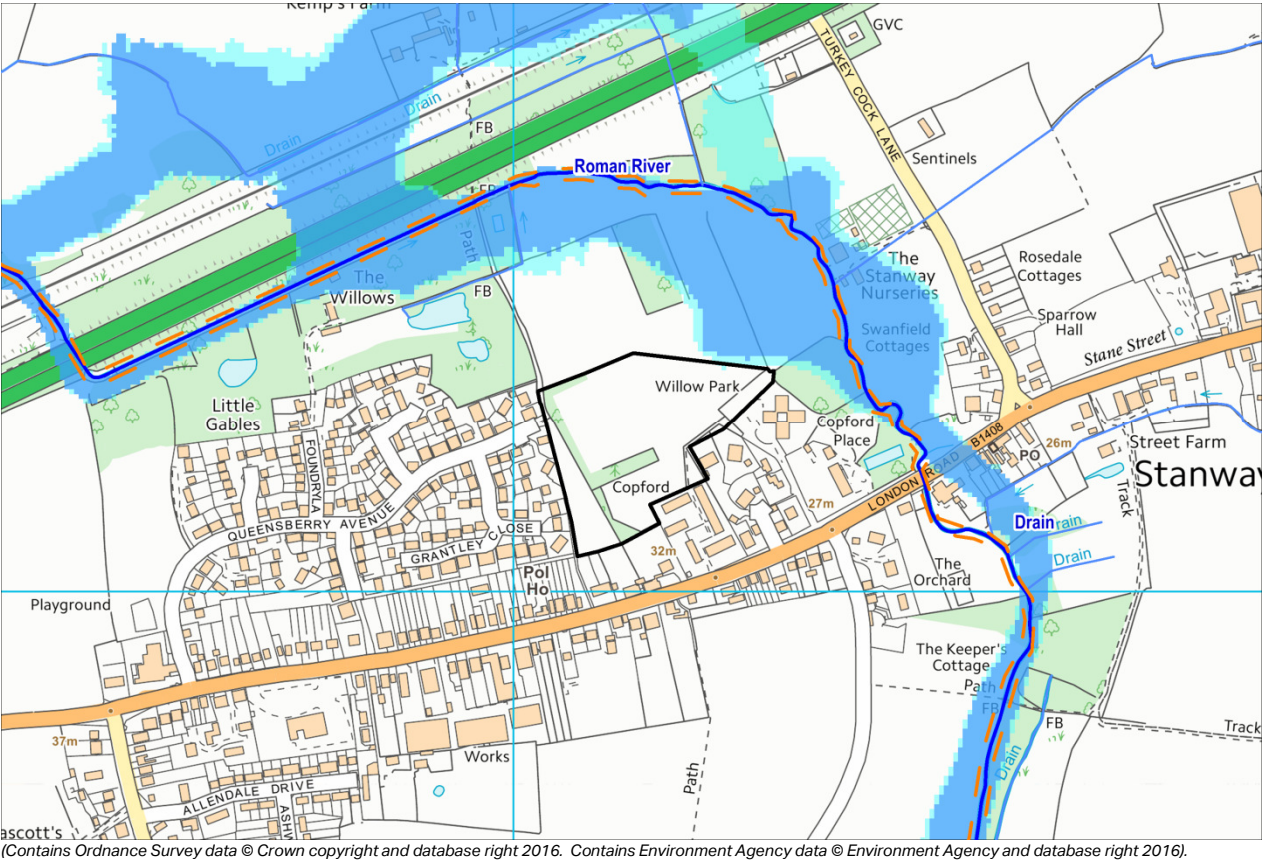 Kemp's Farm
GVC
TURKEY COCK LANE
Drain
Drain
Drain
FB
Sentinels
Roman River
FB
Path
The
Willows
FB
The
Stanway
Nurseries
Rosedale
Cottages
Swanfield
Cottages
Sparrow
Hall
Stane Street
Willow Park
Little
Gables
Copford
Place
B1408
26m
PO
Street Farm
Stanway
FOUNDRY LA
QUEENSBERRY AVENUE
Copford
27m
LONDON ROAD
Track
GRANTLEY CLOSE
32m
Drain
rain
Drain
Pol
Ho
The
Orchard
Playground
The Keeper's
Cottage
Path
FB
FB
Track
37m
Works
Path
Drain
ALLENDALE DRIVE
ASHW
ascott's
(Contains Ordnance Survey data © Crown copyright and database right 2016. Contains Environment Agency data © Environment Agency and database right 2016).